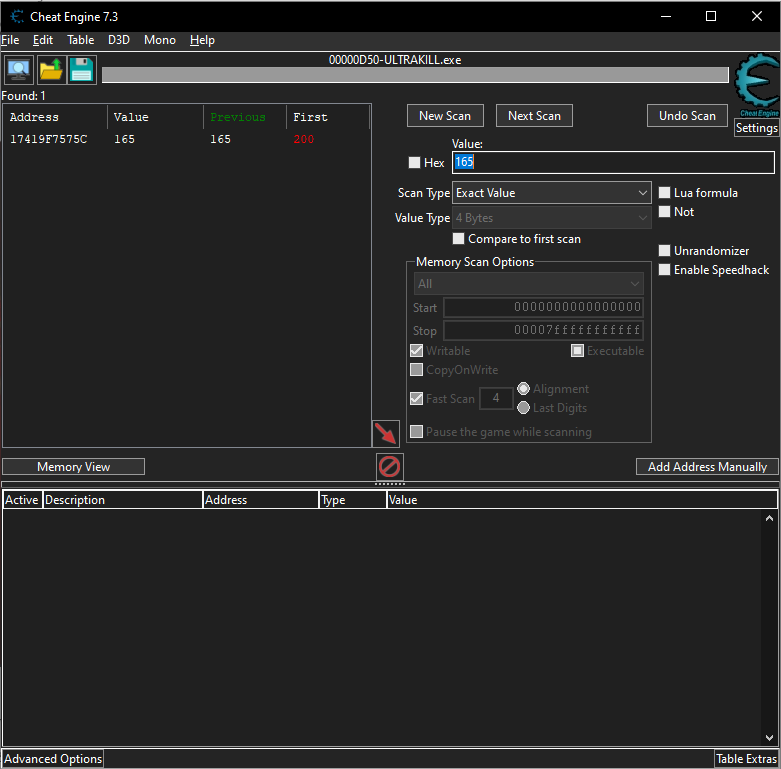 Cheat Engine 7.3
File Edit Table D3D Mono Help
00000D50-ULTRAKILL.exe
Found: 1
Cheat Engine
Settings
Address Value Previous First
17419F7575C 165 165 200
New Scan Next Scan Undo Scan
Value:
Hex 165
Scan Type Exact Value
Lua formula
Not
Value Type 4 Bytes
Compare to first scan
Unrandomizer
Enable Speedhack
Memory Scan Options
All
Start 0000000000000000
Stop 00007fffffffffff
Writable Executable
CopyOnWrite
Fast Scan 4 Alignment
Last Digits
Pause the game while scanning
Memory View
Add Address Manually
Active Description Address Type Value
Advanced Options Table Extras